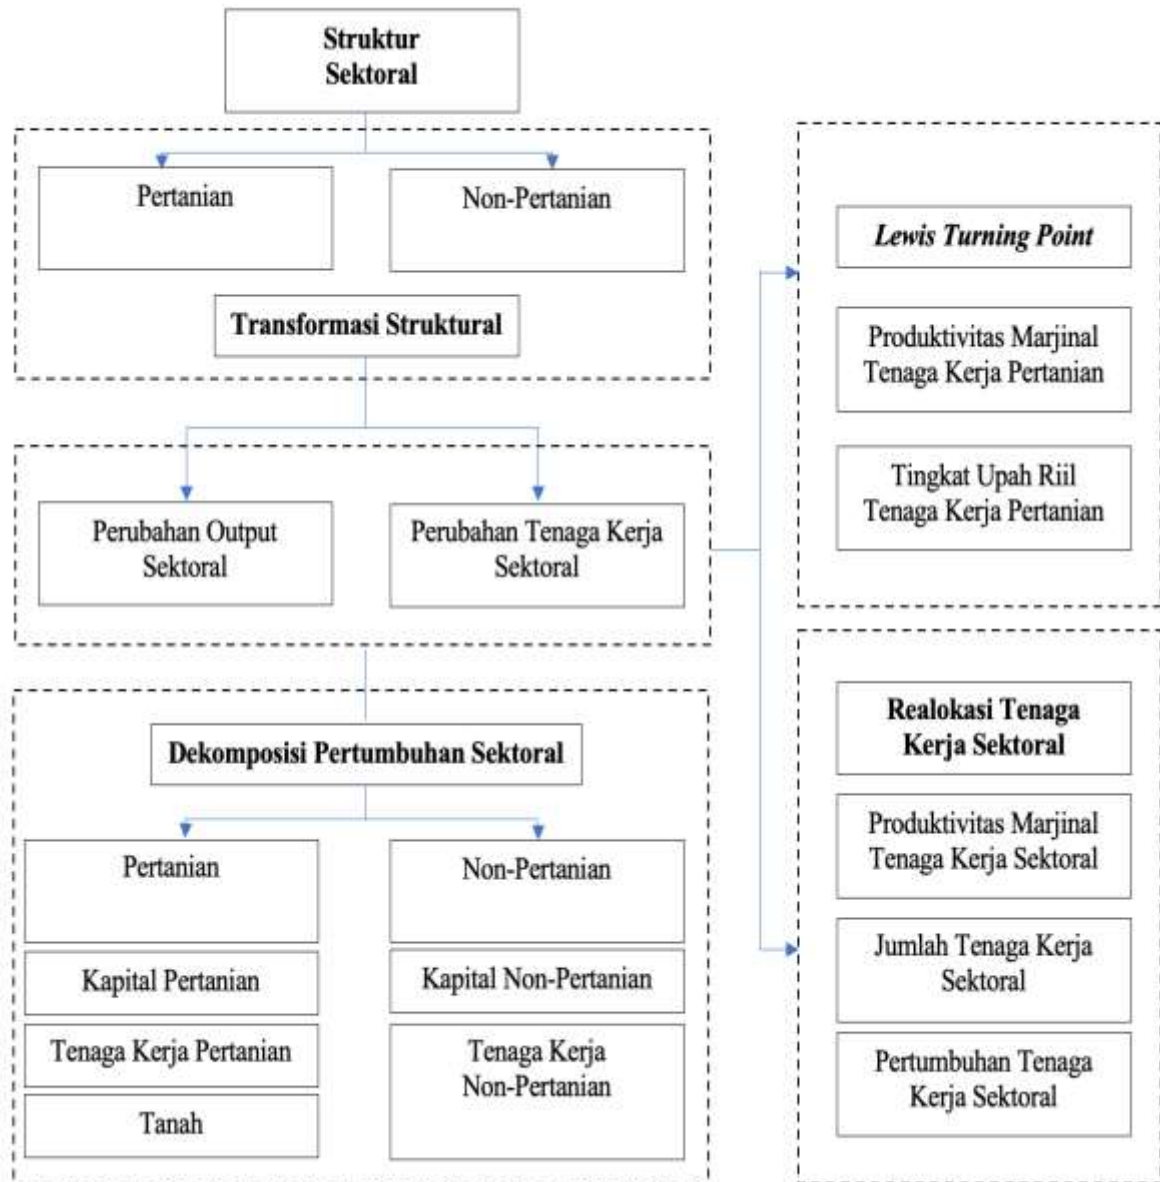 Struktur
Sektoral
Pertanian
Non-Pertanian
Transformasi Struktural
Perubahan Output
Sektoral
Perubahan Tenaga Kerja
Sektoral
Dekomposisi Pertumbuhan Sektoral
Pertanian
Non-Pertanian
Kapital Pertanian
Kapital Non-Pertanian
Tenaga Kerja Pertanian
Tenaga Kerja
Non-Pertanian
Tanah
Lewis Turning Point
Produktivitas Marjinal
Tenaga Kerja Pertanian
Tingkat Upah Riil
Tenaga Kerja Pertanian
Realokasi Tenaga
Kerja Sektoral
Produktivitas Marjinal
Tenaga Kerja Sektoral
Jumlah Tenaga Kerja
Sektoral
Pertumbuhan Tenaga
Kerja Sektoral